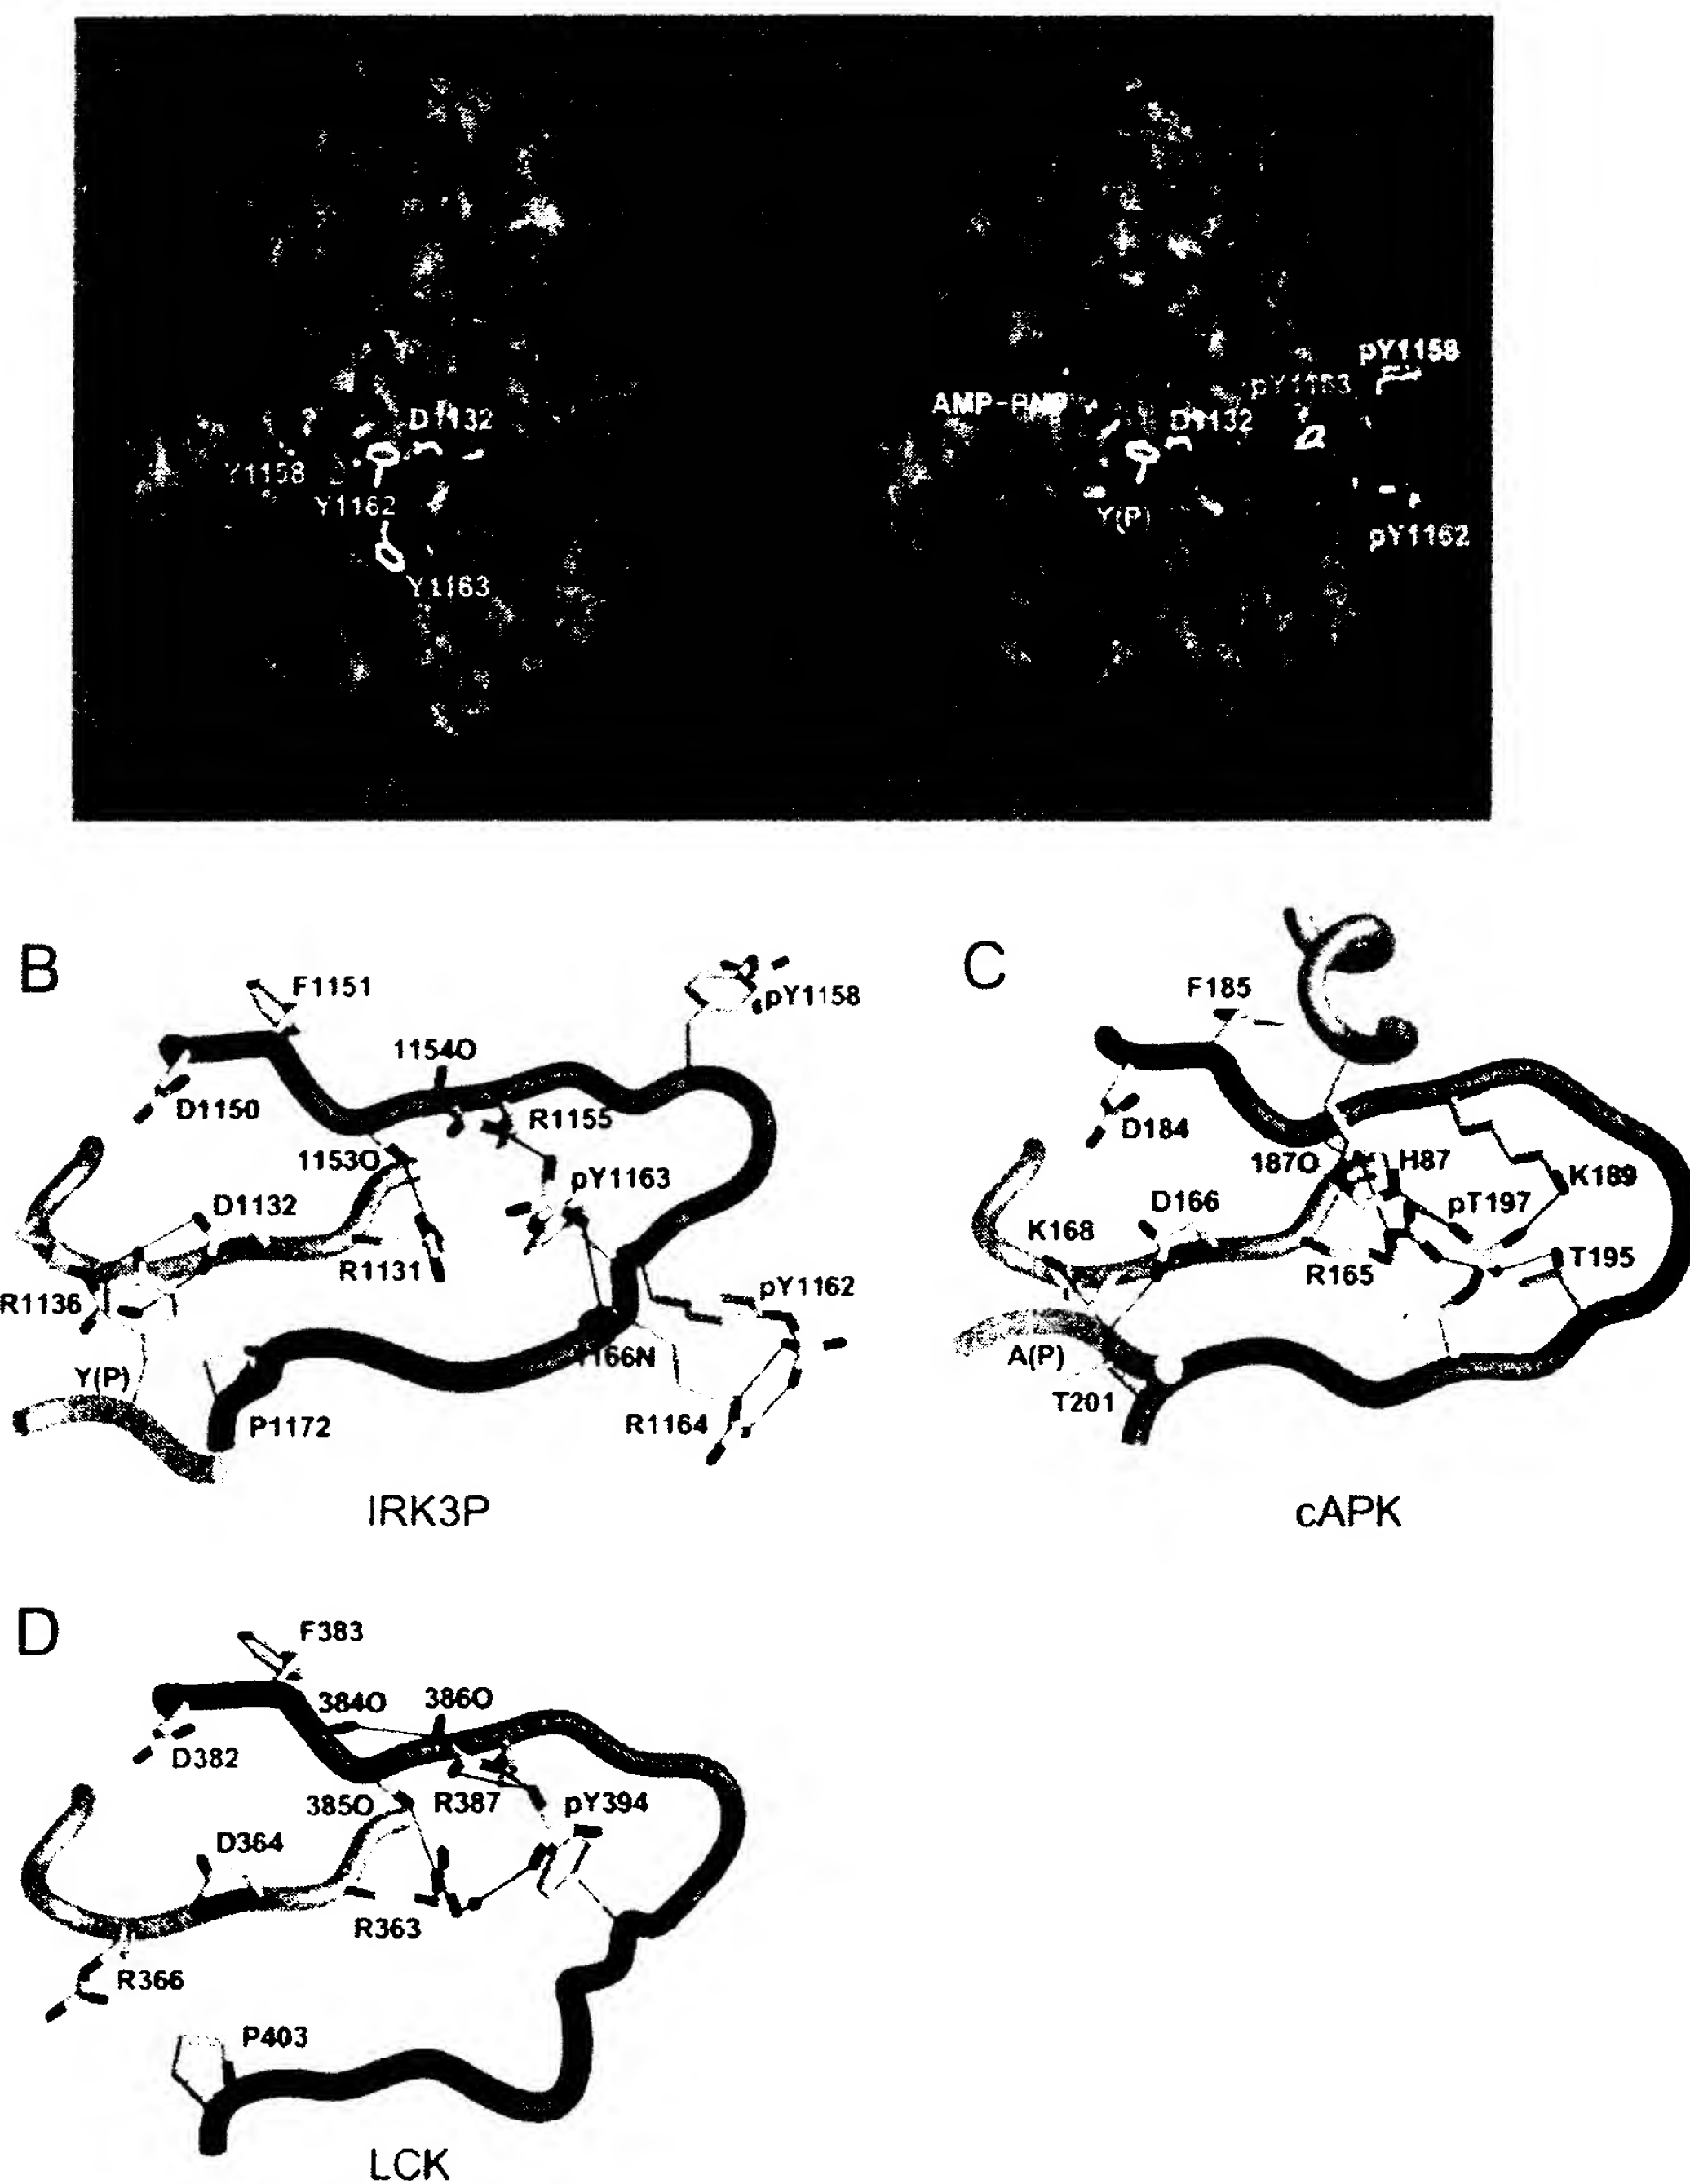 pY1158
pY1163
AMP-PNP
D1132
D1132
Y1158
Y1162
Y(P)
pY1162
Y1163
B
F1151
pY1158
1154O
D1150
R1155
1153O
pY1163
D1132
R1131
R1136
pY1162
1166N
Y(P)
R1164
P1172
IRK3P
C
F185
D184
187O
H87
K189
D166
pT197
K168
R165
T195
A(P)
T201
cAPK
D
F383
384O
386O
D382
385O
R387
pY394
D364
R363
R366
P403
LCK